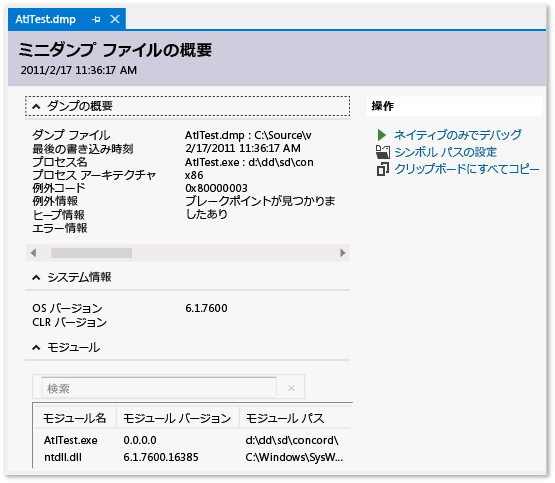 AtlTest.dmp
ミニダンプ ファイルの概要
2011/2/17 11:36:17 AM
ダンプの概要
ダンプ ファイル AtlTest.dmp : C:\Source\v
最後の書き込み時刻 2/17/2011 11:36:17 AM
プロセス名 AtlTest.exe : d:\dd\sd\con
プロセス アーキテクチャ x86
例外コード 0x80000003
例外情報 ブレークポイントが見つかりま
ヒープ情報 したあり
エラー情報
システム情報
OS バージョン 6.1.7600
CLR バージョン
モジュール
検索
モジュール名 モジュール バージョン モジュール パス
AtlTest.exe 0.0.0.0 d:\dd\sd\concord\
ntdll.dll 6.1.7600.16385 C:\Windows\SysW...
操作
ネイティブのみでデバッグ
シンボル パスの設定
クリップボードにすべてコピー